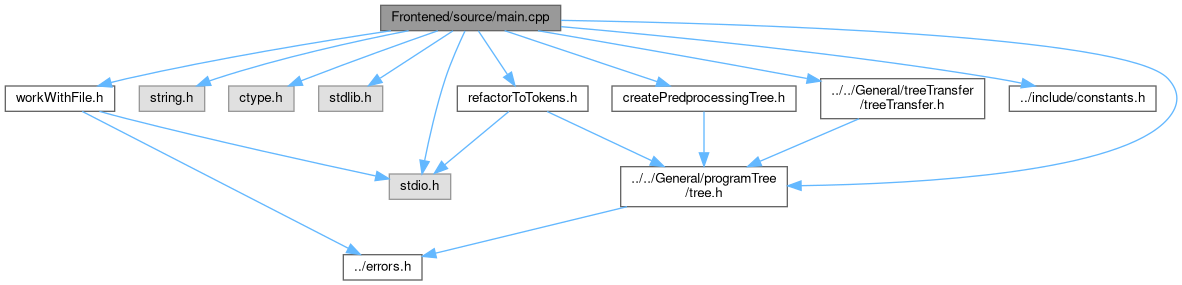 Frontened/source/main.cpp
workWithFile.h
string.h
ctype.h
stdlib.h
refactorToTokens.h
createPredprocessingTree.h
../../General/treeTransfer
/treeTransfer.h
../include/constants.h
stdio.h
../../General/programTree
/tree.h
../errors.h